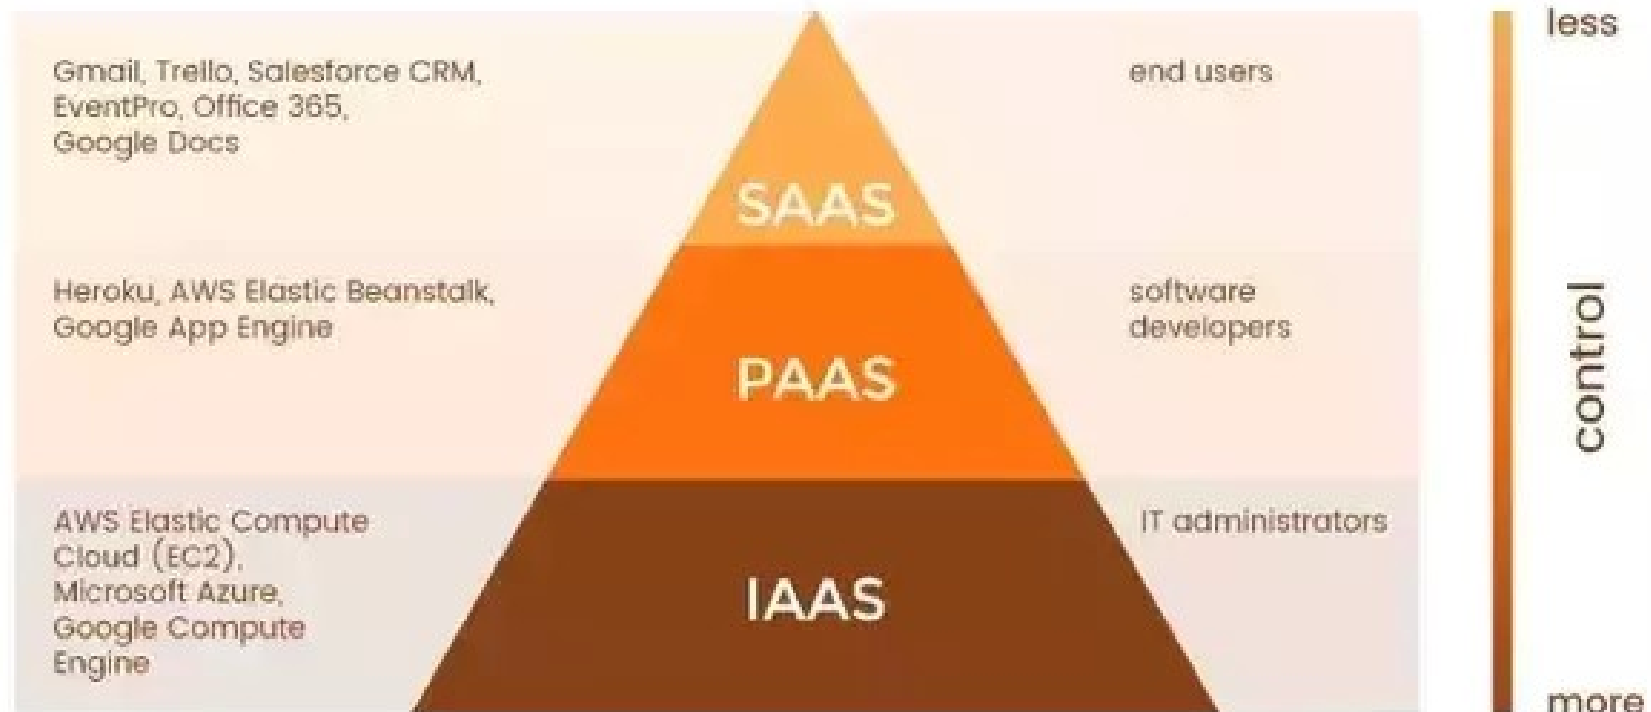 less
Gmail, Trello, Salesforce CRM,
EventPro, Office 365,
Google Docs
end users
SAAS
Heroku, AWS Elastic Beanstalk,
Google App Engine
software
developers
PAAS
control
AWS Elastic Compute
Cloud (EC2),
Microsoft Azure,
Google Compute
Engine
IT administrators
IAAS
more